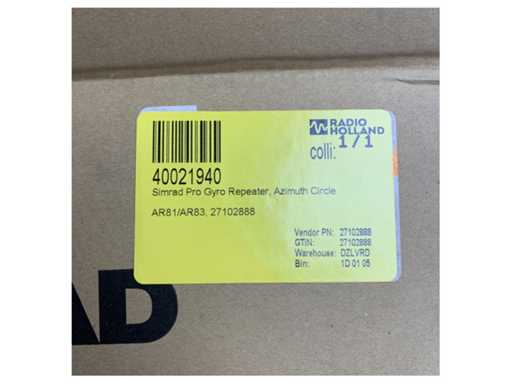 RADIO
HOLLAND
colli: 1/1
40021940
Simrad Pro Gyro Repeater, Azimuth Circle
AR81/AR83, 27102888
Vendor PN: 27102888
GTIN: 27102888
Warehouse: DZLVRD
Bin: 1D 01 05
AD